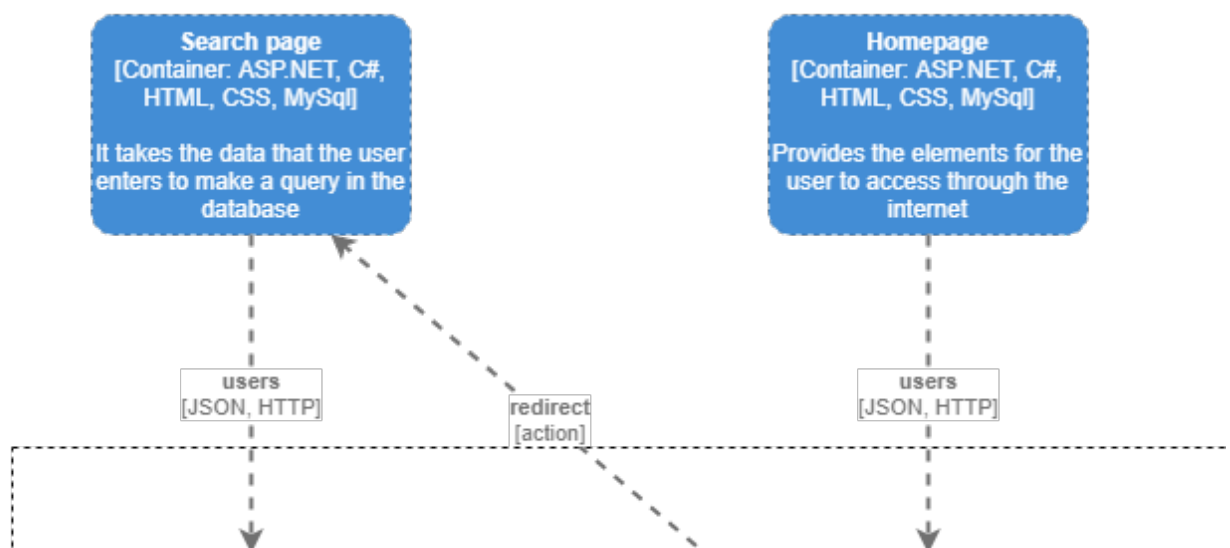 Search page
[Container: ASP.NET, C#,
HTML, CSS, MySql]
It takes the data that the user
enters to make a query in the
database
Homepage
[Container: ASP.NET, C#,
HTML, CSS, MySql]
Provides the elements for the
user to access through the
internet
users
[JSON, HTTP]
redirect
[action]
users
[JSON, HTTP]